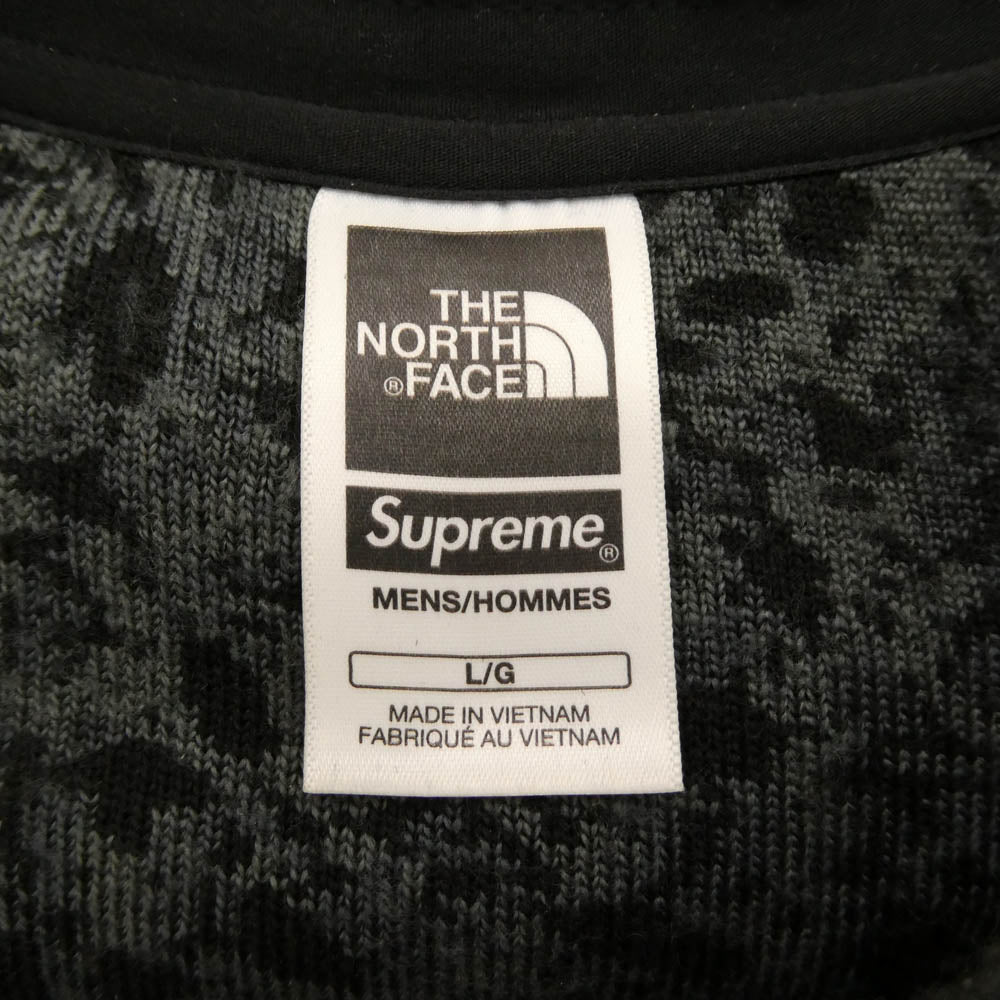 THE
NORTH
® FACE
Supreme ®
MENS/HOMMES
L/G
MADE IN VIETNAM
FABRIQUÉ AU VIETNAM